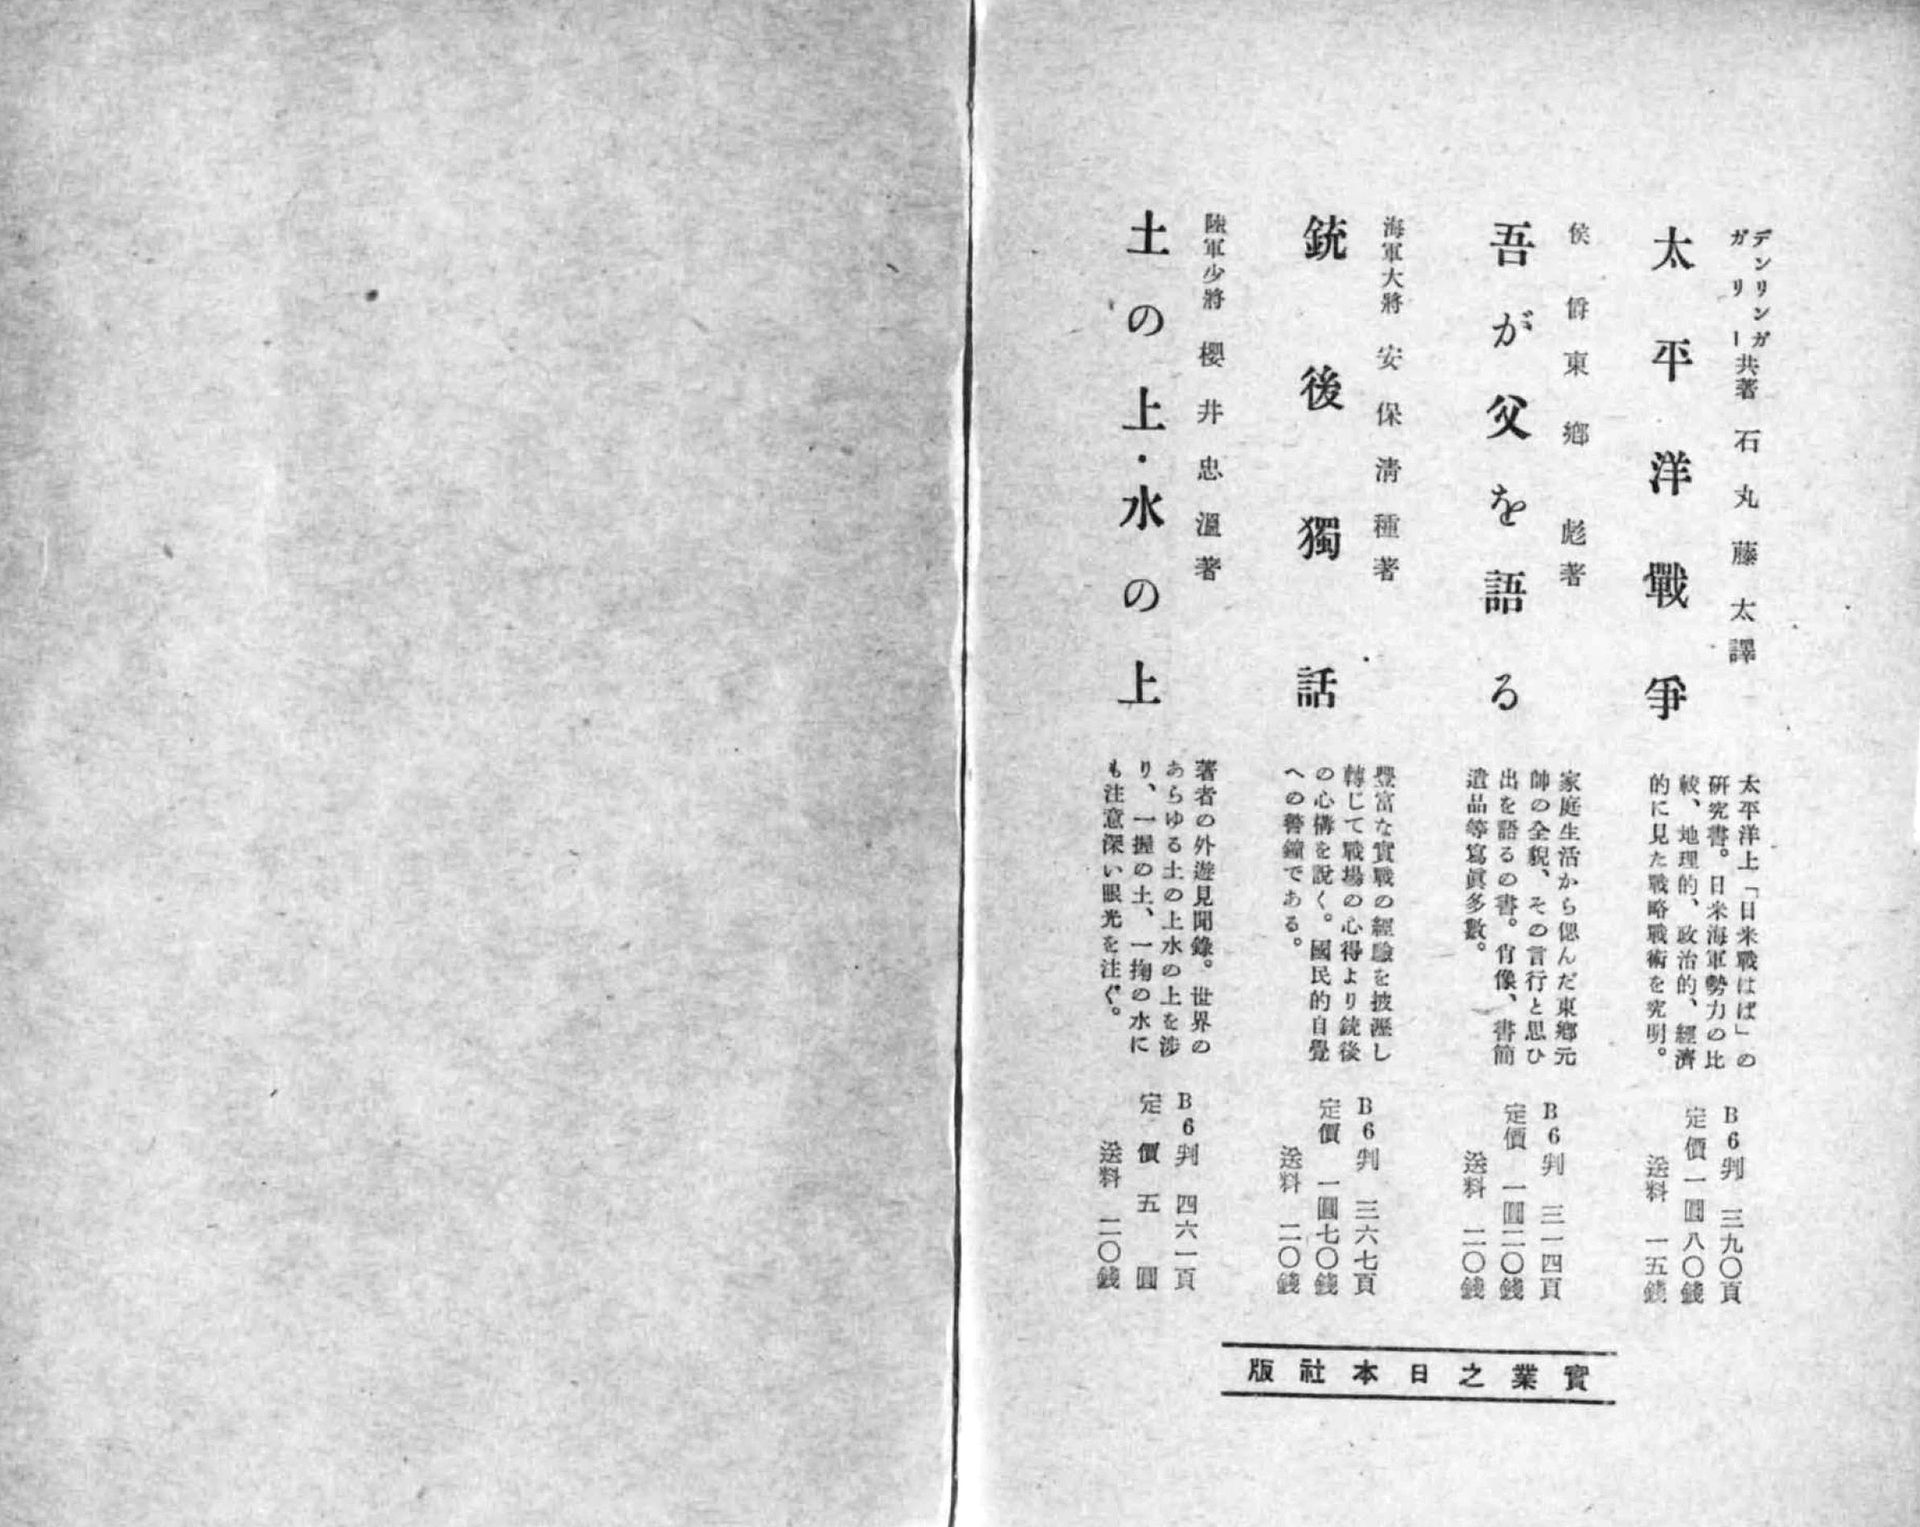 デンリンガ
ガリー共著 石丸藤太譯
太平洋戰爭
太平洋上「日米戰はば」の
研究書。日米海軍勢力の比
較、地理的、政治的、經濟
的に見た戰略戰術を究明。
B6判 三九〇頁
定價 一圓八〇錢
送料 一五錢
侯爵 東鄕 彪著
吾が父を語る
家庭生活から偲んだ東鄕元
帥の全貌、その言行と思ひ
出を語るの書。肖像、書簡
遺品等寫眞多數。
B6判 三一四頁
定價 一圓二〇錢
送料 二〇錢
海軍大將 安保淸種著
銃後獨話
豐富な實戰の經驗を披瀝し
轉じて戰場の心得より銃後
の心構を說く。國民的自覺
への警鐘である。
B6判 三六七頁
定價 一圓七〇錢
送料 二〇錢
陸軍少將 櫻井忠溫著
土の上・水の上
著者の外遊見聞錄。世界の
あらゆる土の上水の上を涉
り、一握の土、一掬の水に
も注意深い眼光を注ぐ。
B6判 四六一頁
定價 五圓
送料 二〇錢
實業之日本社版